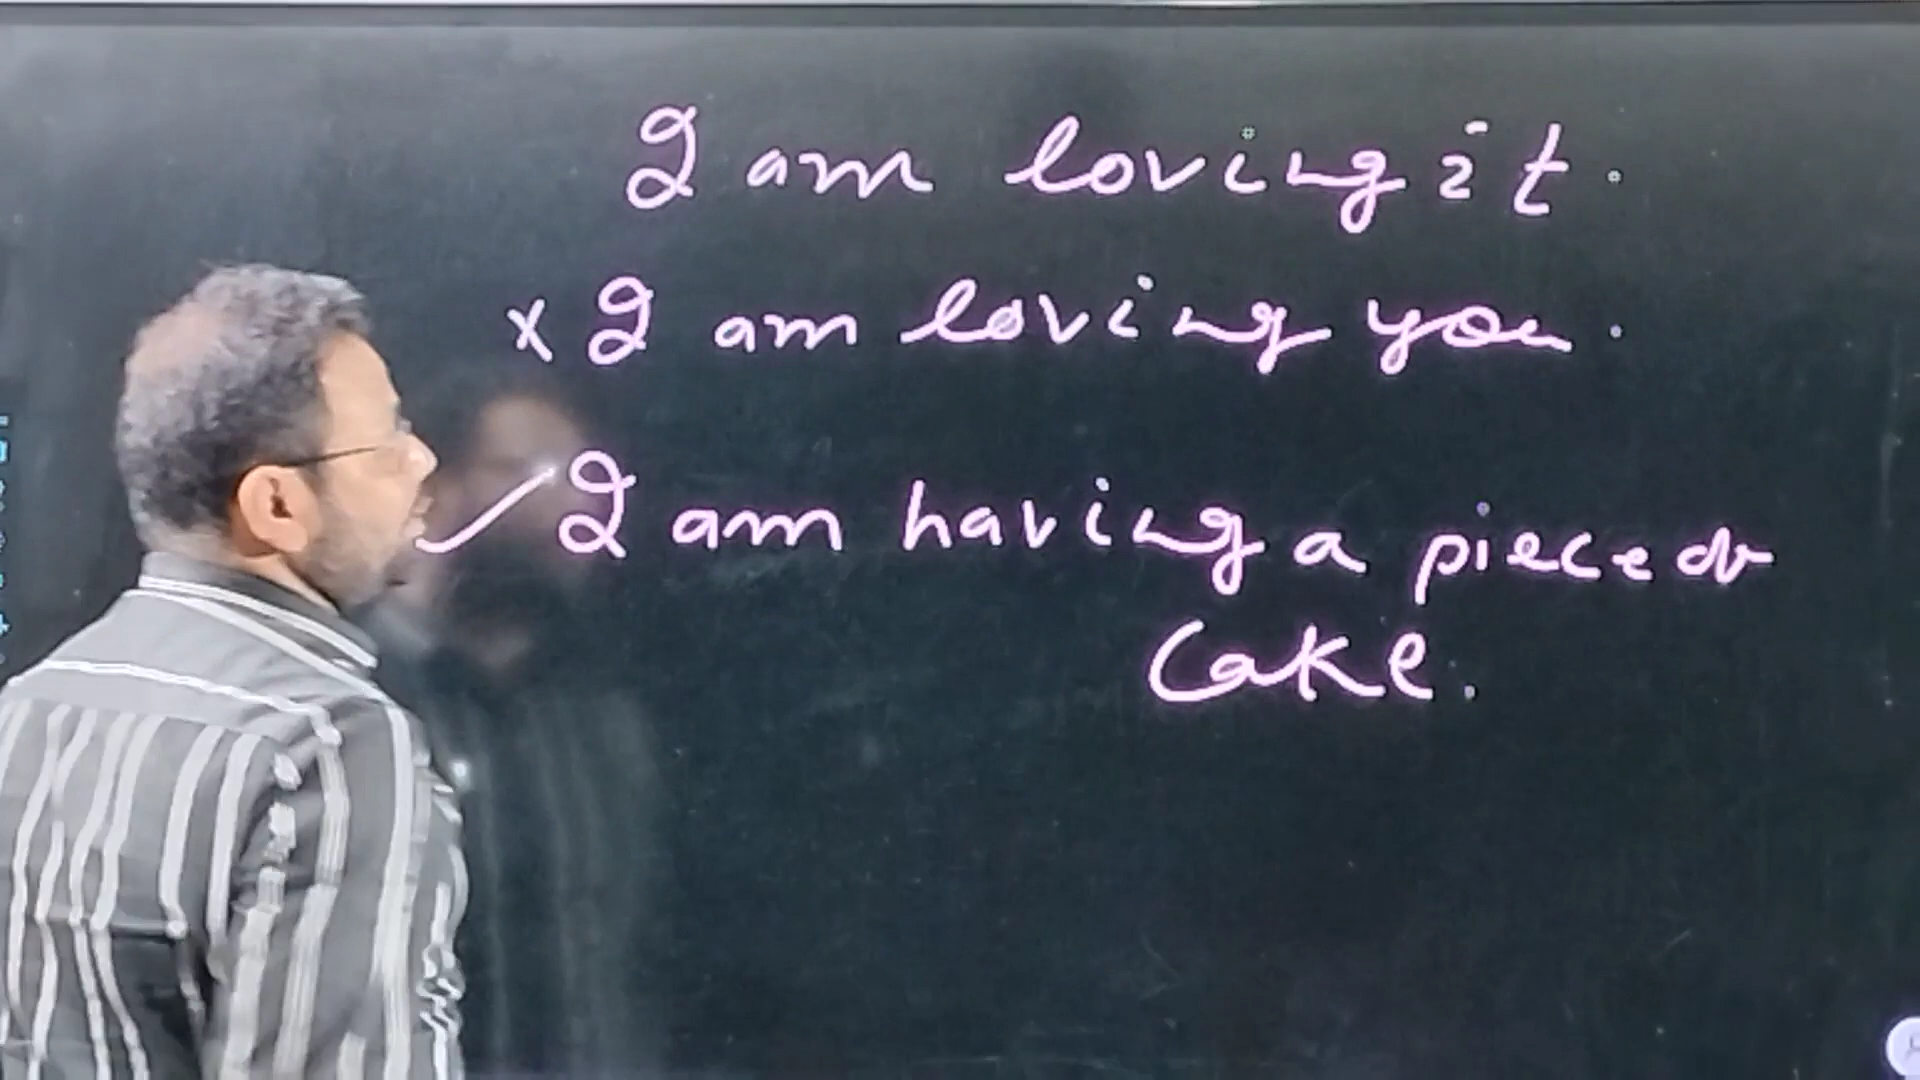 I am loving it.
x I am loving you.
✓ I am having a piece of
Cake.